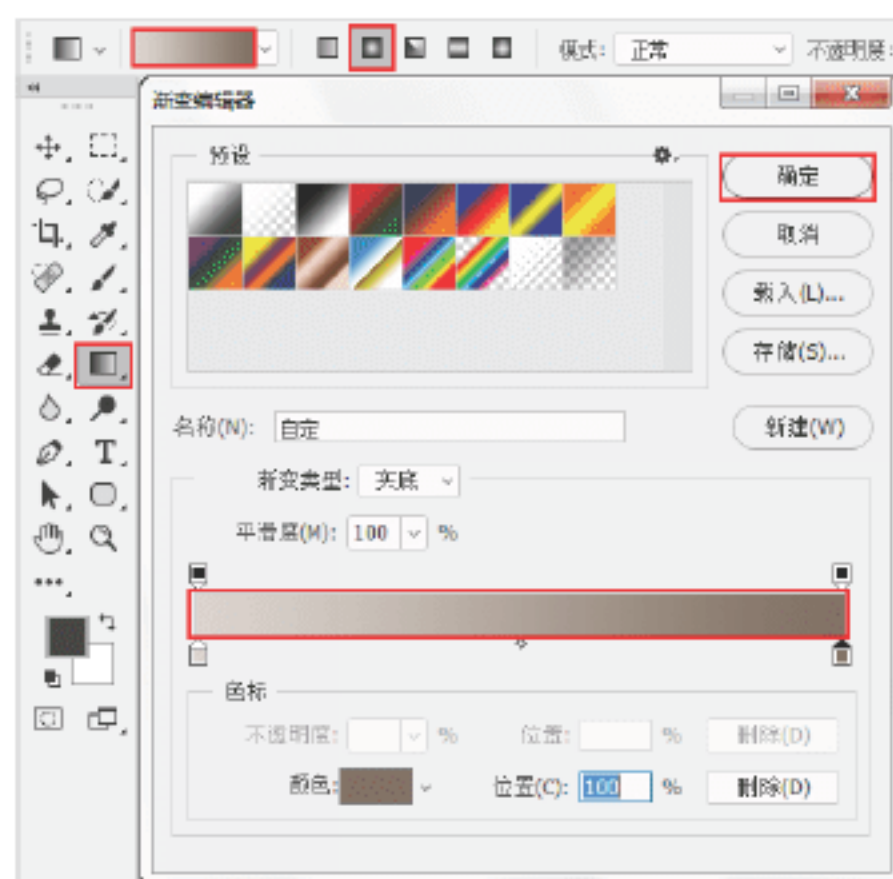 模式: 正常 不透明度:
渐变编辑器
预设
确定
取消
载入(L)...
存储(S)...
名称(N): 自定
新建(W)
渐变类型: 实底
平滑度(M): 100 %
色标
不透明度: % 位置: % 删除(D)
颜色: 位置(C): 100 % 删除(D)